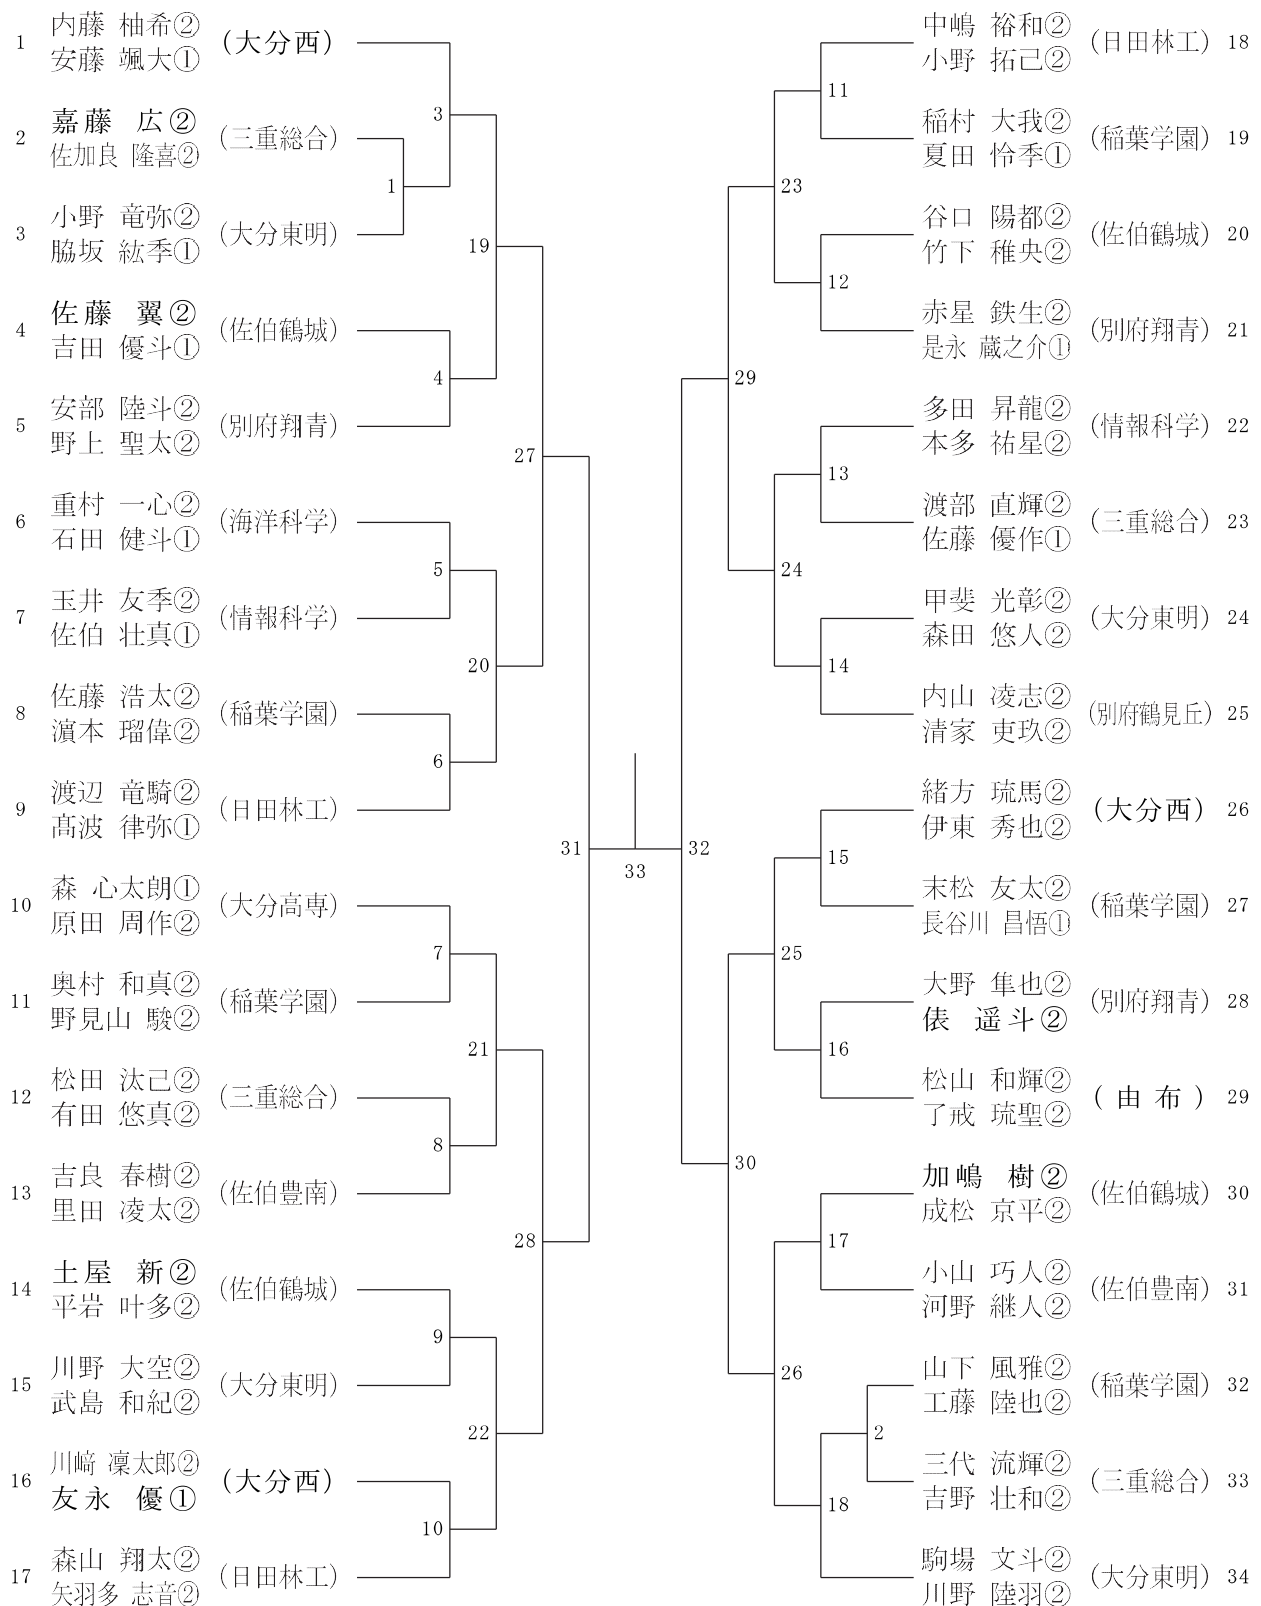 1 内藤 柚希② (大分西)
安藤 颯大①
2 嘉藤 広② (三重総合)
佐加良 隆喜②
3 小野 竜弥② (大分東明)
脇坂 紘季①
4 佐藤 翼② (佐伯鶴城)
吉田 優斗①
5 安部 陸斗② (別府翔青)
野上 聖太②
6 重村 一心② (海洋科学)
石田 健斗①
7 玉井 友季② (情報科学)
佐伯 壮真①
8 佐藤 浩太② (稲葉学園)
濵本 瑠偉②
9 渡辺 竜騎② (日田林工)
髙波 律弥①
10 森 心太朗① (大分高専)
原田 周作②
11 奥村 和真② (稲葉学園)
野見山 駿②
12 松田 汰己② (三重総合)
有田 悠真②
13 吉良 春樹② (佐伯豊南)
里田 凌太②
14 土屋 新② (佐伯鶴城)
平岩 叶多②
15 川野 大空② (大分東明)
武島 和紀②
16 川﨑 凜太郎② (大分西)
友永 優①
17 森山 翔太② (日田林工)
矢羽多 志音②
3
1
19
4
27
5
20
6
31
7
21
8
28
9
22
10
33
32
11
23
12
29
13
24
14
15
25
16
30
17
26
2
18
中嶋 裕和② (日田林工) 18
小野 拓己②
稲村 大我② (稲葉学園) 19
夏田 怜季①
谷口 陽都② (佐伯鶴城) 20
竹下 稚央②
赤星 鉄生② (別府翔青) 21
是永 蔵之介①
多田 昇龍② (情報科学) 22
本多 祐星②
渡部 直輝② (三重総合) 23
佐藤 優作①
甲斐 光彰② (大分東明) 24
森田 悠人②
内山 凌志② (別府鶴見丘) 25
清家 吏玖②
緒方 琉馬② (大分西) 26
伊東 秀也②
末松 友太② (稲葉学園) 27
長谷川 昌悟①
大野 隼也② (別府翔青) 28
俵 遥斗②
松山 和輝② (由布) 29
了戒 琉聖②
加嶋 樹② (佐伯鶴城) 30
成松 京平②
小山 巧人② (佐伯豊南) 31
河野 継人②
山下 風雅② (稲葉学園) 32
工藤 陸也②
三代 流輝② (三重総合) 33
吉野 壮和②
駒場 文斗② (大分東明) 34
川野 陸羽②